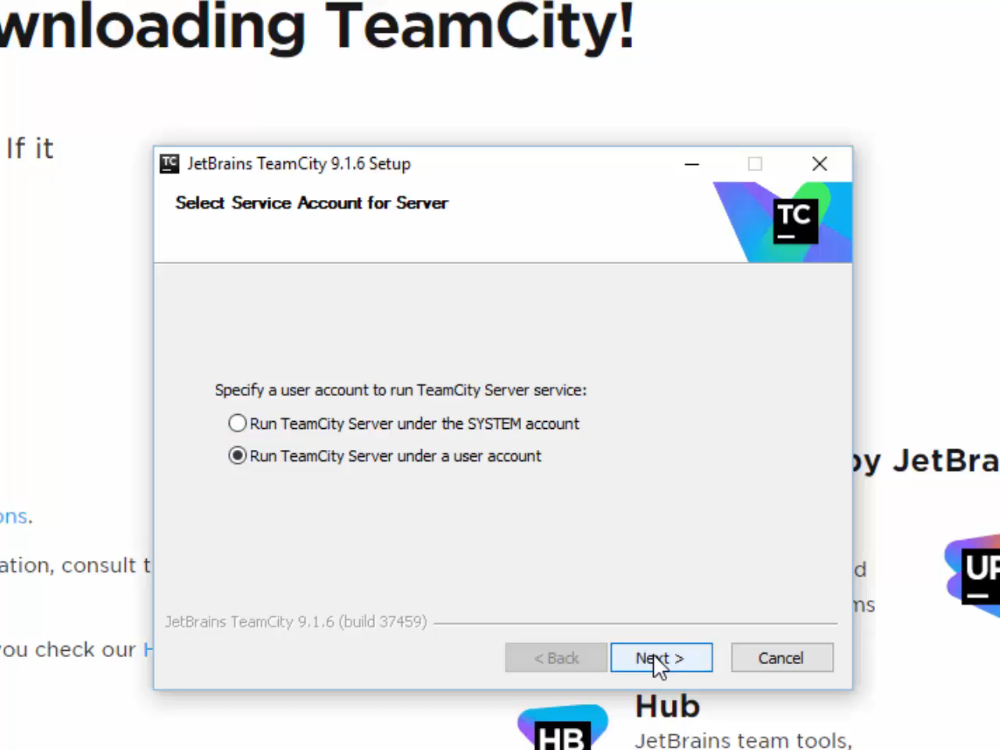 wnloading TeamCity!
If it
TC JetBrains TeamCity 9.1.6 Setup
Select Service Account for Server
TC
Specify a user account to run TeamCity Server service:
Run TeamCity Server under the SYSTEM account
Run TeamCity Server under a user account
by JetBra
ons.
ation, consult t
d
UP
ms
JetBrains TeamCity 9.1.6 (build 37459)
you check our H
< Back Next > Cancel
Hub
HB
JetBrains team tools,